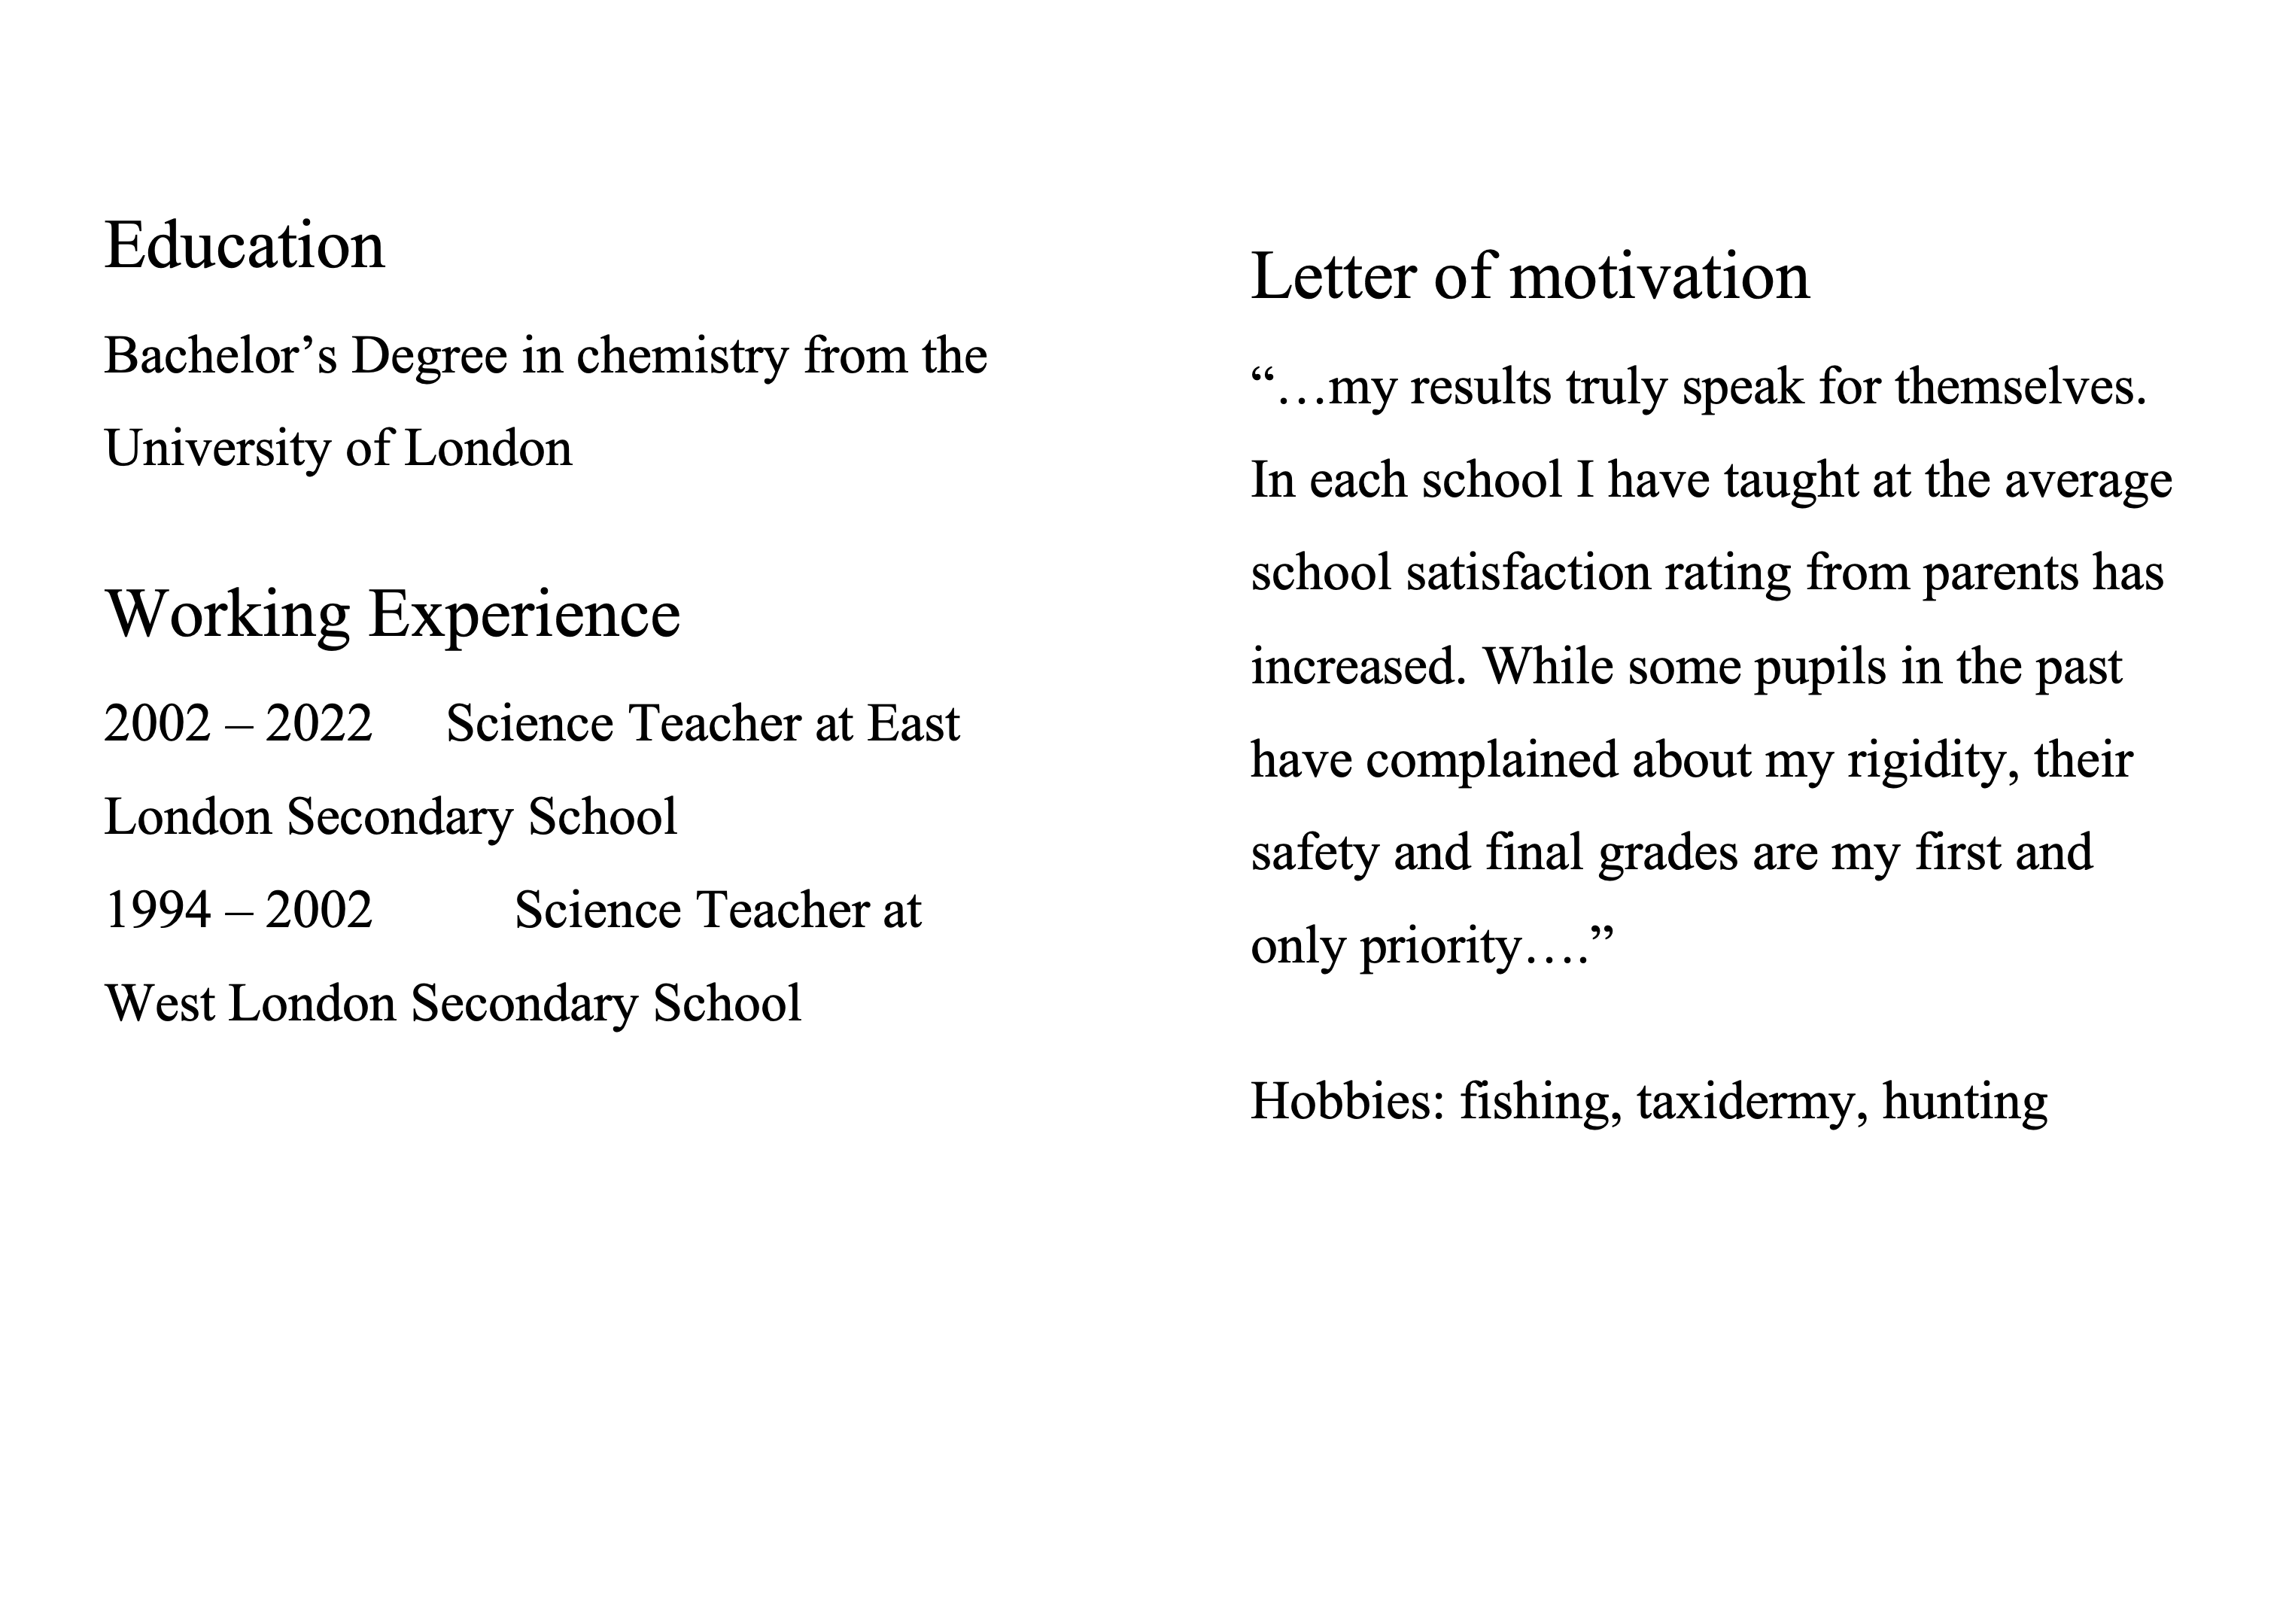 Education
Bachelor’s Degree in chemistry from the
University of London
Working Experience
2002 – 2022 Science Teacher at East
London Secondary School
1994 – 2002 Science Teacher at
West London Secondary School
Letter of motivation
“…my results truly speak for themselves.
In each school I have taught at the average
school satisfaction rating from parents has
increased. While some pupils in the past
have complained about my rigidity, their
safety and final grades are my first and
only priority….”
Hobbies: fishing, taxidermy, hunting